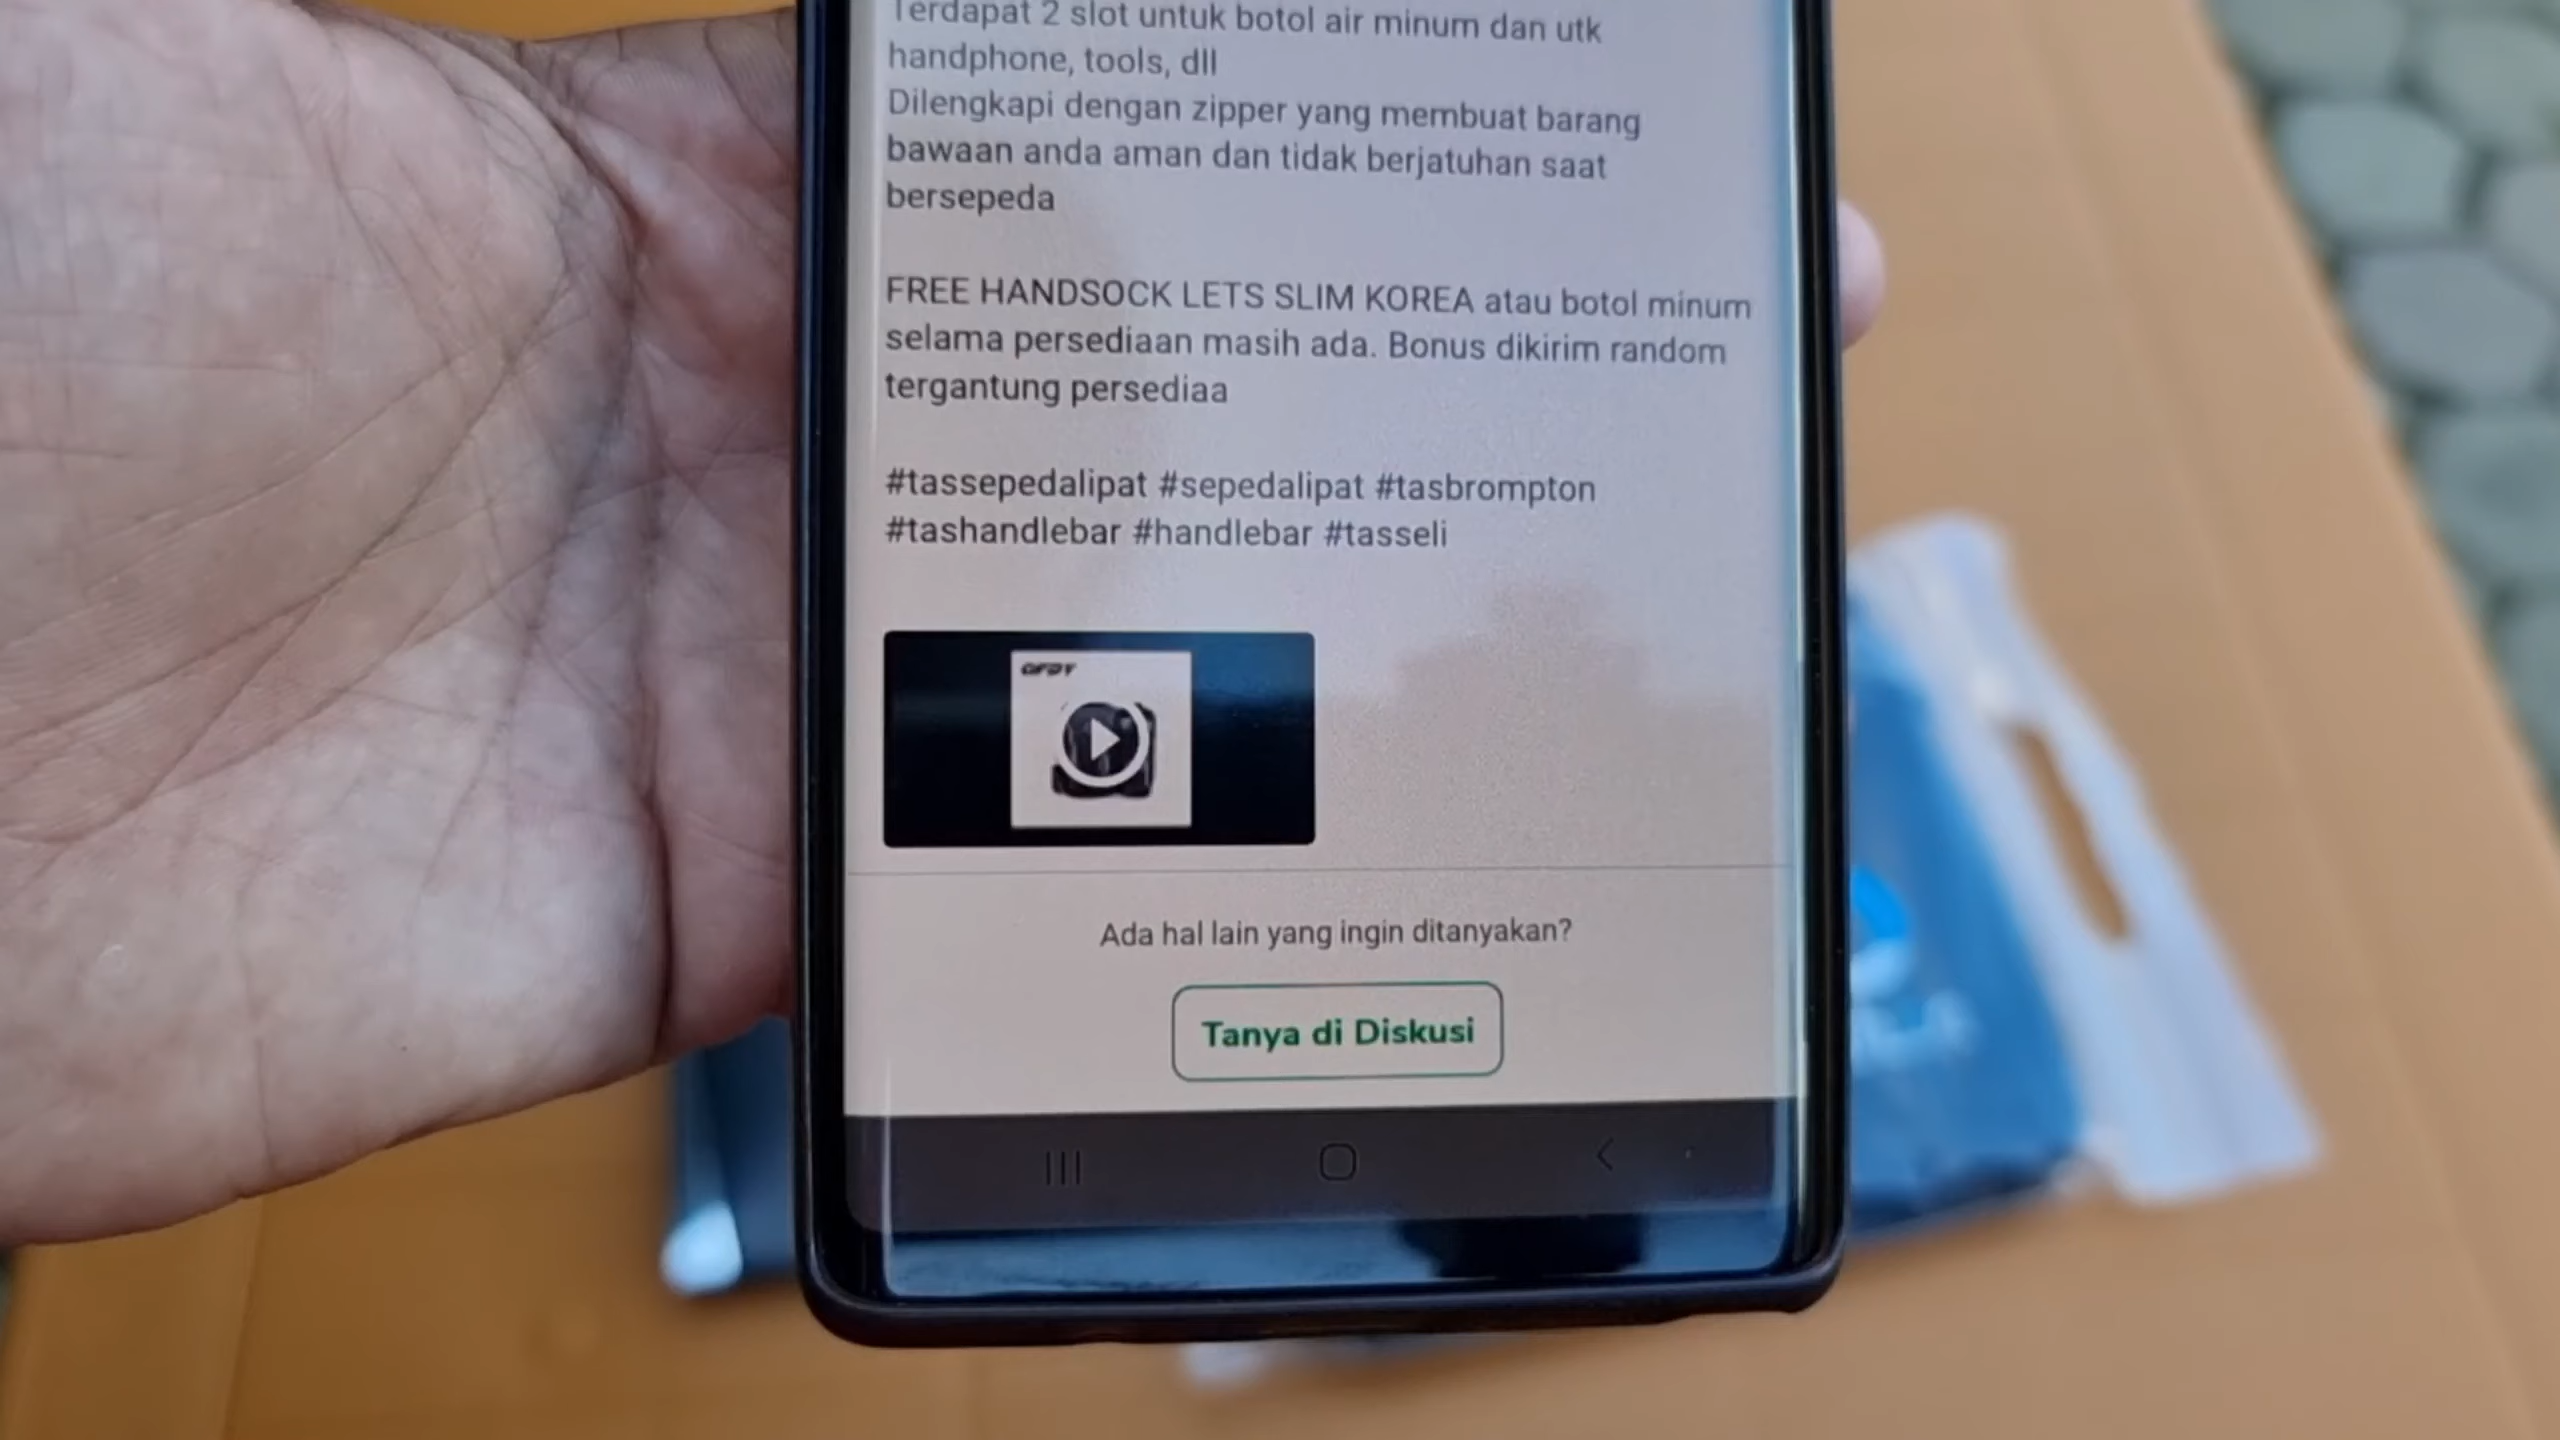 Terdapat 2 slot untuk botol air minum dan utk
handphone, tools, dll
Dilengkapi dengan zipper yang membuat barang
bawaan anda aman dan tidak berjatuhan saat
bersepeda
FREE HANDSOCK LETS SLIM KOREA atau botol minum
selama persediaan masih ada. Bonus dikirim random
tergantung persediaa
#tassepedalipat #sepedalipat #tasbrompton
#tashandlebar #handlebar #tasseli
Ada hal lain yang ingin ditanyakan?
Tanya di Diskusi